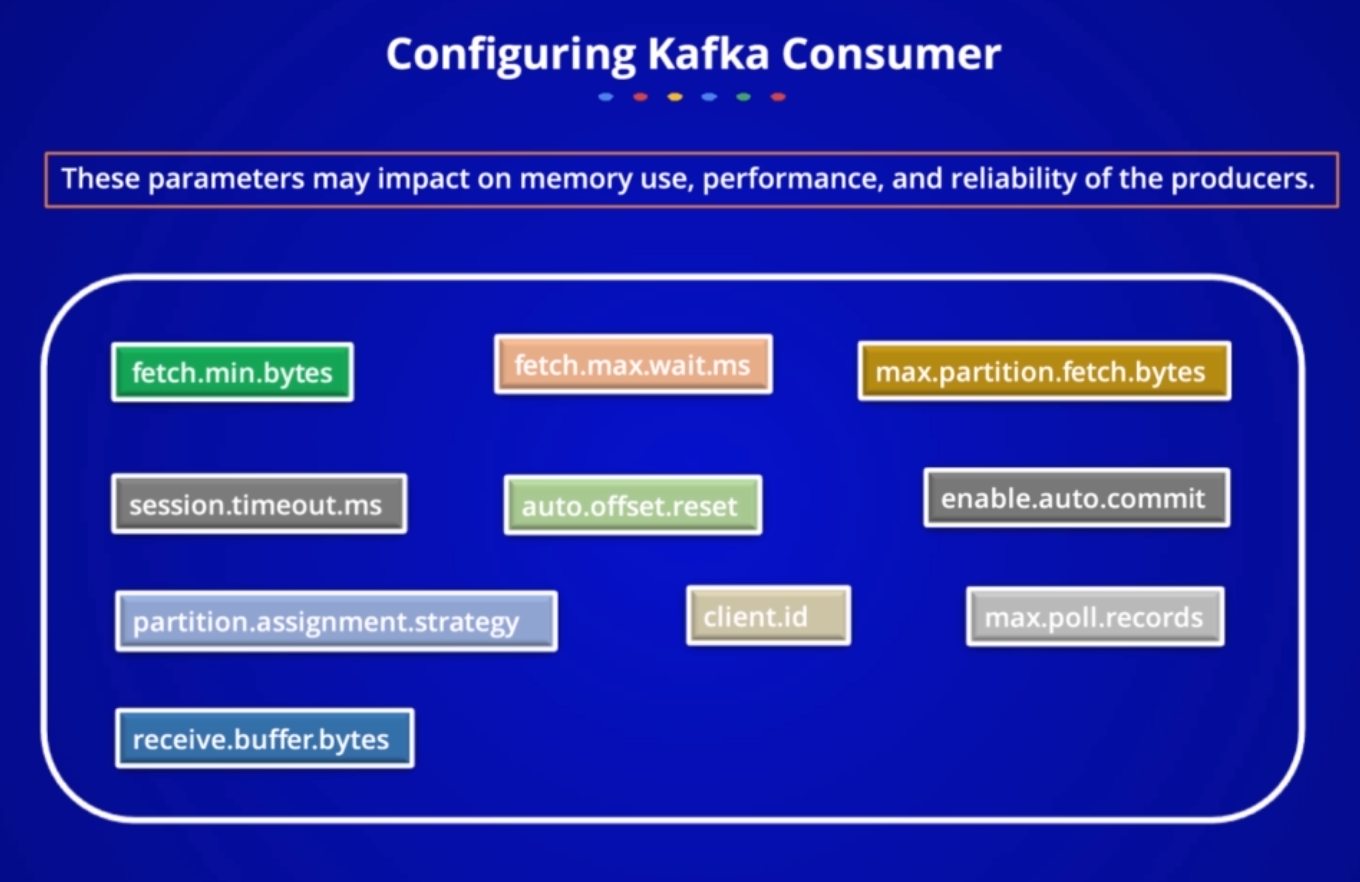 Configuring Kafka Consumer
These parameters may impact on memory use, performance, and reliability of the producers.
fetch.min.bytes
fetch.max.wait.ms
max.partition.fetch.bytes
session.timeout.ms
auto.offset.reset
enable.auto.commit
partition.assignment.strategy
client.id
max.poll.records
receive.buffer.bytes